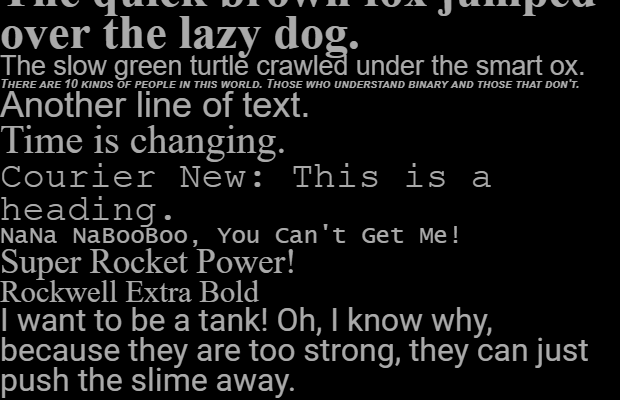 The quick brown fox jumped
over the lazy dog.
The slow green turtle crawled under the smart ox.
There are 10 kinds of people in this world. Those who understand binary and those that don't.
Another line of text.
Time is changing.
Courier New: This is a
heading.
NaNa NaBooBoo, You Can't Get Me!
Super Rocket Power!
Rockwell Extra Bold
I want to be a tank! Oh, I know why,
because they are too strong, they can just
push the slime away.